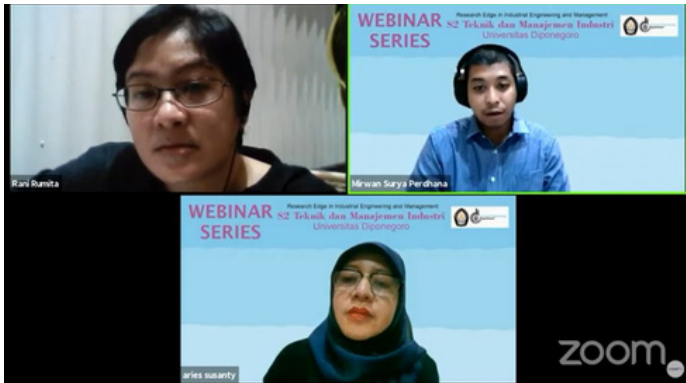 WEBINAR
SERIES
Research Edge in Industrial Engineering and Management
S2 Teknik dan Manajemen Industri
Universitas Diponegoro
Rani Rumita
Mirwan Surya Perdhana
WEBINAR
SERIES
Research Edge in Industrial Engineering and Management
S2 Teknik dan Manajemen Industri
Universitas Diponegoro
aries susanty
zoom